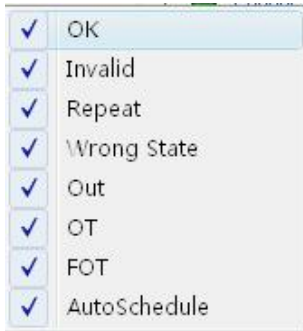 OK
Invalid
Repeat
Wrong State
Out
OT
FOT
AutoSchedule